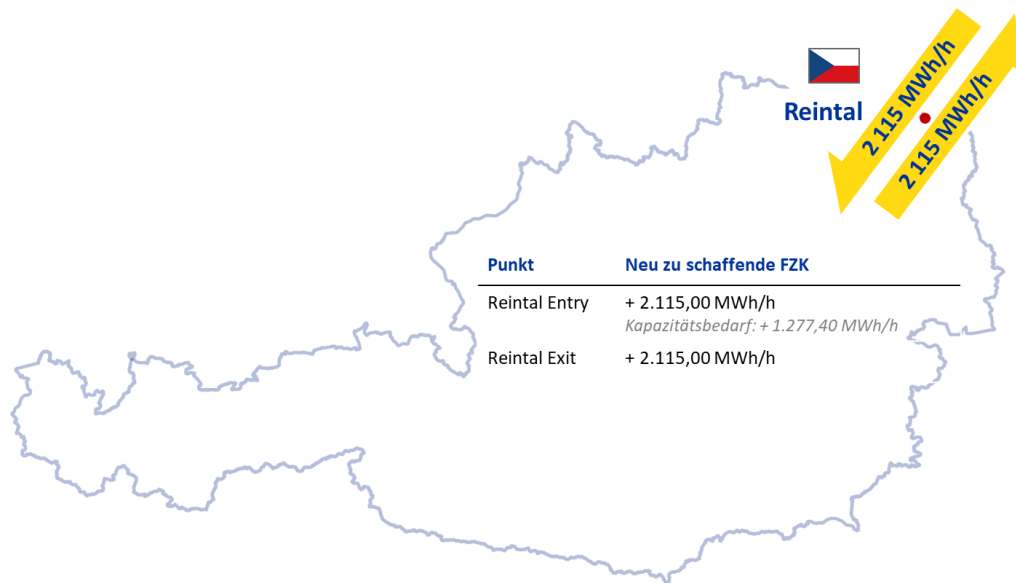 Reintal
2 115 MWh/h
2 115 MWh/h
Punkt Neu zu schaffende FZK
Reintal Entry + 2.115,00 MWh/h
Kapazitätsbedarf: + 1.277,40 MWh/h
Reintal Exit + 2.115,00 MWh/h